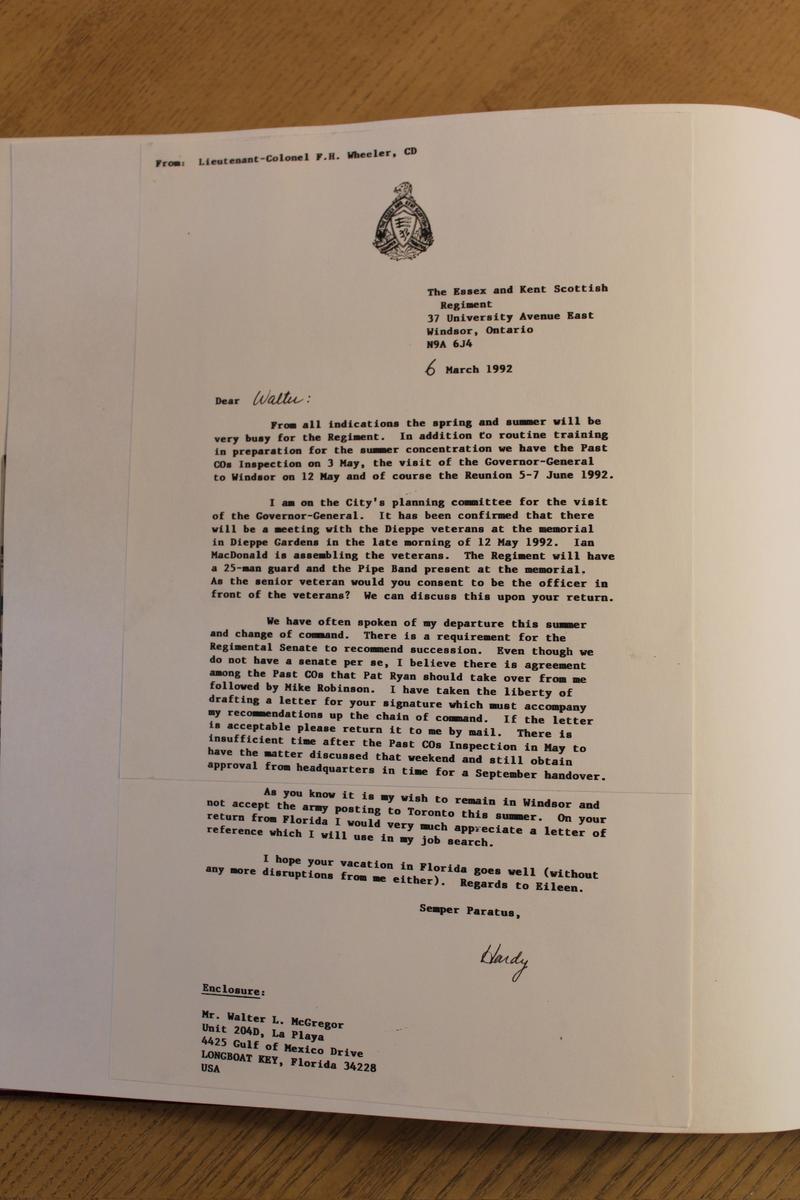 From: Lieutenant-Colonel F.H. Wheeler, CD
The Essex and Kent Scottish
Regiment
37 University Avenue East
Windsor, Ontario
N9A 6J4
6 March 1992
Dear Walter:
From all indications the spring and summer will be
very busy for the Regiment. In addition to routine training
in preparation for the summer concentration we have the Past
COs Inspection on 3 May, the visit of the Governor-General
to Windsor on 12 May and of course the Reunion 5-7 June 1992.
I am on the City's planning committee for the visit
of the Governor-General. It has been confirmed that there
will be a meeting with the Dieppe veterans at the memorial
in Dieppe Gardens in the late morning of 12 May 1992. Ian
MacDonald is assembling the veterans. The Regiment will have
a 25-man guard and the Pipe Band present at the memorial.
As the senior veteran would you consent to be the officer in
front of the veterans? We can discuss this upon your return.
We have often spoken of my departure this summer
and change of command. There is a requirement for the
Regimental Senate to recommend succession. Even though we
do not have a senate per se, I believe there is agreement
among the Past COs that Pat Ryan should take over from me
followed by Mike Robinson. I have taken the liberty of
drafting a letter for your signature which must accompany
my recommendations up the chain of command. If the letter
is acceptable please return it to me by mail. There is
insufficient time after the Past COs Inspection in May to
have the matter discussed that weekend and still obtain
approval from headquarters in time for a September handover.
As you know it is my wish to remain in Windsor and
not accept the army posting to Toronto this summer. On your
return from Florida I would very much appreciate a letter of
reference which I will use in my job search.
I hope your vacation in Florida goes well (without
any more disruptions from me either). Regards to Eileen.
Semper Paratus,
Hardy
Enclosure:
Mr. Walter L. McGregor
Unit 204D, La Playa
4425 Gulf of Mexico Drive
LONGBOAT KEY, Florida 34228
USA